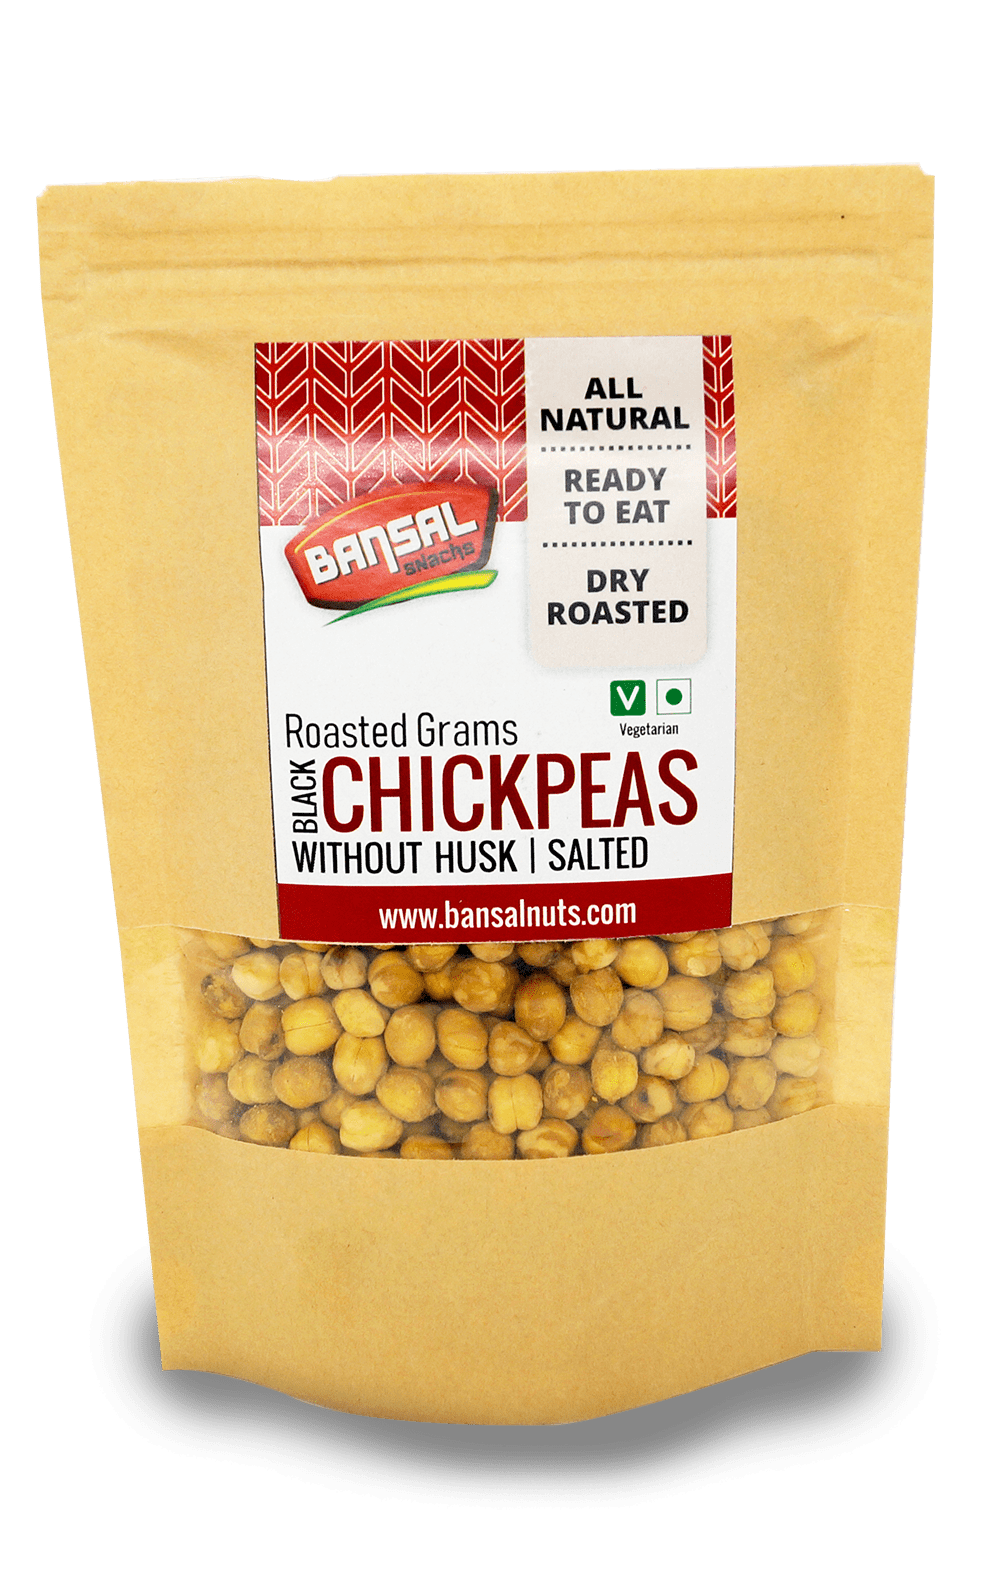 ALL
NATURAL
READY
TO EAT
DRY
ROASTED
BANSAL
SNACKS
V
Vegetarian
Roasted Grams
BLACK
CHICKPEAS
WITHOUT HUSK | SALTED
www.bansalnuts.com